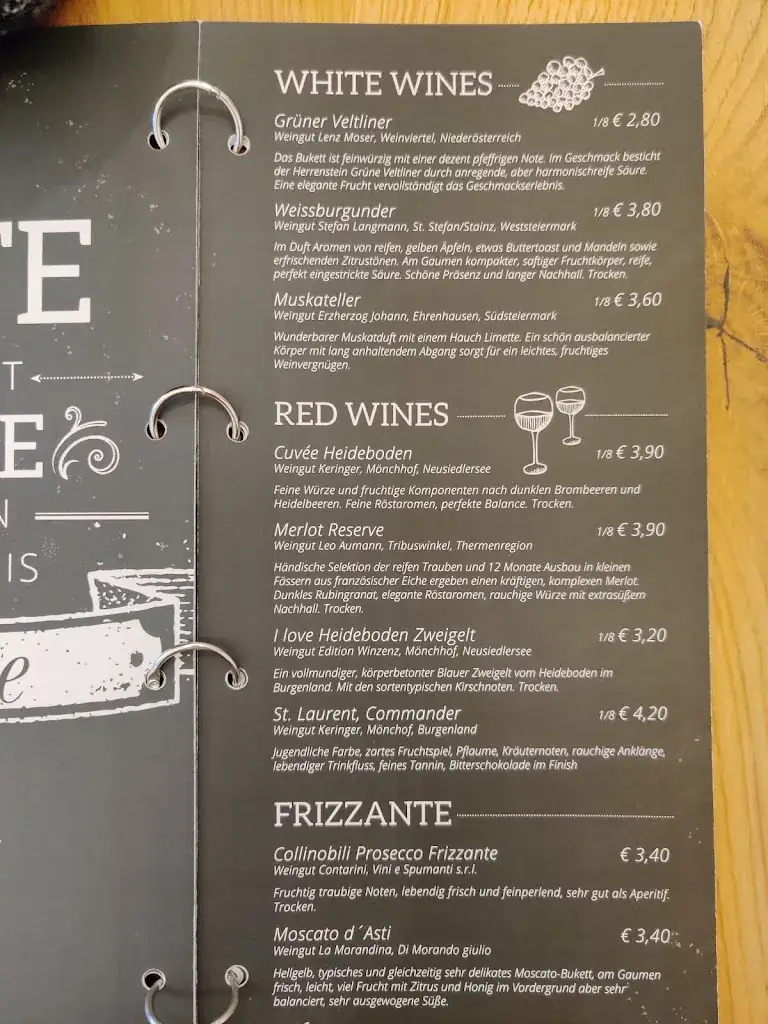 TE
T
E
N
IS
e
WHITE WINES
Grüner Veltliner 1/8 € 2,80
Weingut Lenz Moser, Weinviertel, Niederösterreich
Das Bukett ist feinwürzig mit einer dezent pfeffrigen Note. Im Geschmack besticht
der Herrenstein Grüne Veltliner durch anregende, aber harmonischreife Säure.
Eine elegante Frucht vervollständigt das Geschmackserlebnis.
Weissburgunder 1/8 € 3,80
Weingut Stefan Langmann, St. Stefan/Stainz, Weststeiermark
Im Duft Aromen von reifen, gelben Äpfeln, etwas Buttertoast und Mandeln sowie
erfrischenden Zitrustönen. Am Gaumen kompakter, saftiger Fruchtkörper, reife,
perfekt eingestrickte Säure. Schöne Präsenz und langer Nachhall. Trocken.
Muskateller 1/8 € 3,60
Weingut Erzherzog Johann, Ehrenhausen, Südsteiermark
Wunderbarer Muskatduft mit einem Hauch Limette. Ein schön ausbalancierter
Körper mit lang anhaltendem Abgang sorgt für ein leichtes, fruchtiges
Weinvergnügen.
RED WINES
Cuvée Heideboden 1/8 € 3,90
Weingut Keringer, Mönchhof, Neusiedlersee
Feine Würze und fruchtige Komponenten nach dunklen Brombeeren und
Heidelbeeren. Feine Röstaromen, perfekte Balance. Trocken.
Merlot Reserve 1/8 € 3,90
Weingut Leo Aumann, Tribuswinkel, Thermenregion
Händische Selektion der reifen Trauben und 12 Monate Ausbau in kleinen
Fässern aus französischer Eiche ergeben einen kräftigen, komplexen Merlot.
Dunkles Rubingranat, elegante Röstaromen, rauchige Würze mit extrasüßem
Nachhall. Trocken.
I love Heideboden Zweigelt 1/8 € 3,20
Weingut Edition Winzenz, Mönchhof, Neusiedlersee
Ein vollmundiger, körperbetonter Blauer Zweigelt vom Heideboden im
Burgenland. Mit den sortentypischen Kirschnoten. Trocken.
St. Laurent, Commander 1/8 € 4,20
Weingut Keringer, Mönchof, Burgenland
Jugendliche Farbe, zartes Fruchtspiel, Pflaume, Kräuternoten, rauchige Anklänge,
lebendiger Trinkfluss, feines Tannin, Bitterschokolade im Finish
FRIZZANTE
Collinobili Prosecco Frizzante € 3,40
Weingut Contarini, Vini e Spumanti s.r.l.
Fruchtig traubige Noten, lebendig frisch und feinperlend, sehr gut als Aperitif.
Trocken.
Moscato d´Asti € 3,40
Weingut La Morandina, Di Morando giulio
Hellgelb, typisches und gleichzeitig sehr delikates Moscato-Bukett, am Gaumen
frisch, leicht, viel Frucht mit Zitrus und Honig im Vordergrund aber sehr
balanciert, sehr ausgewogene Süße.